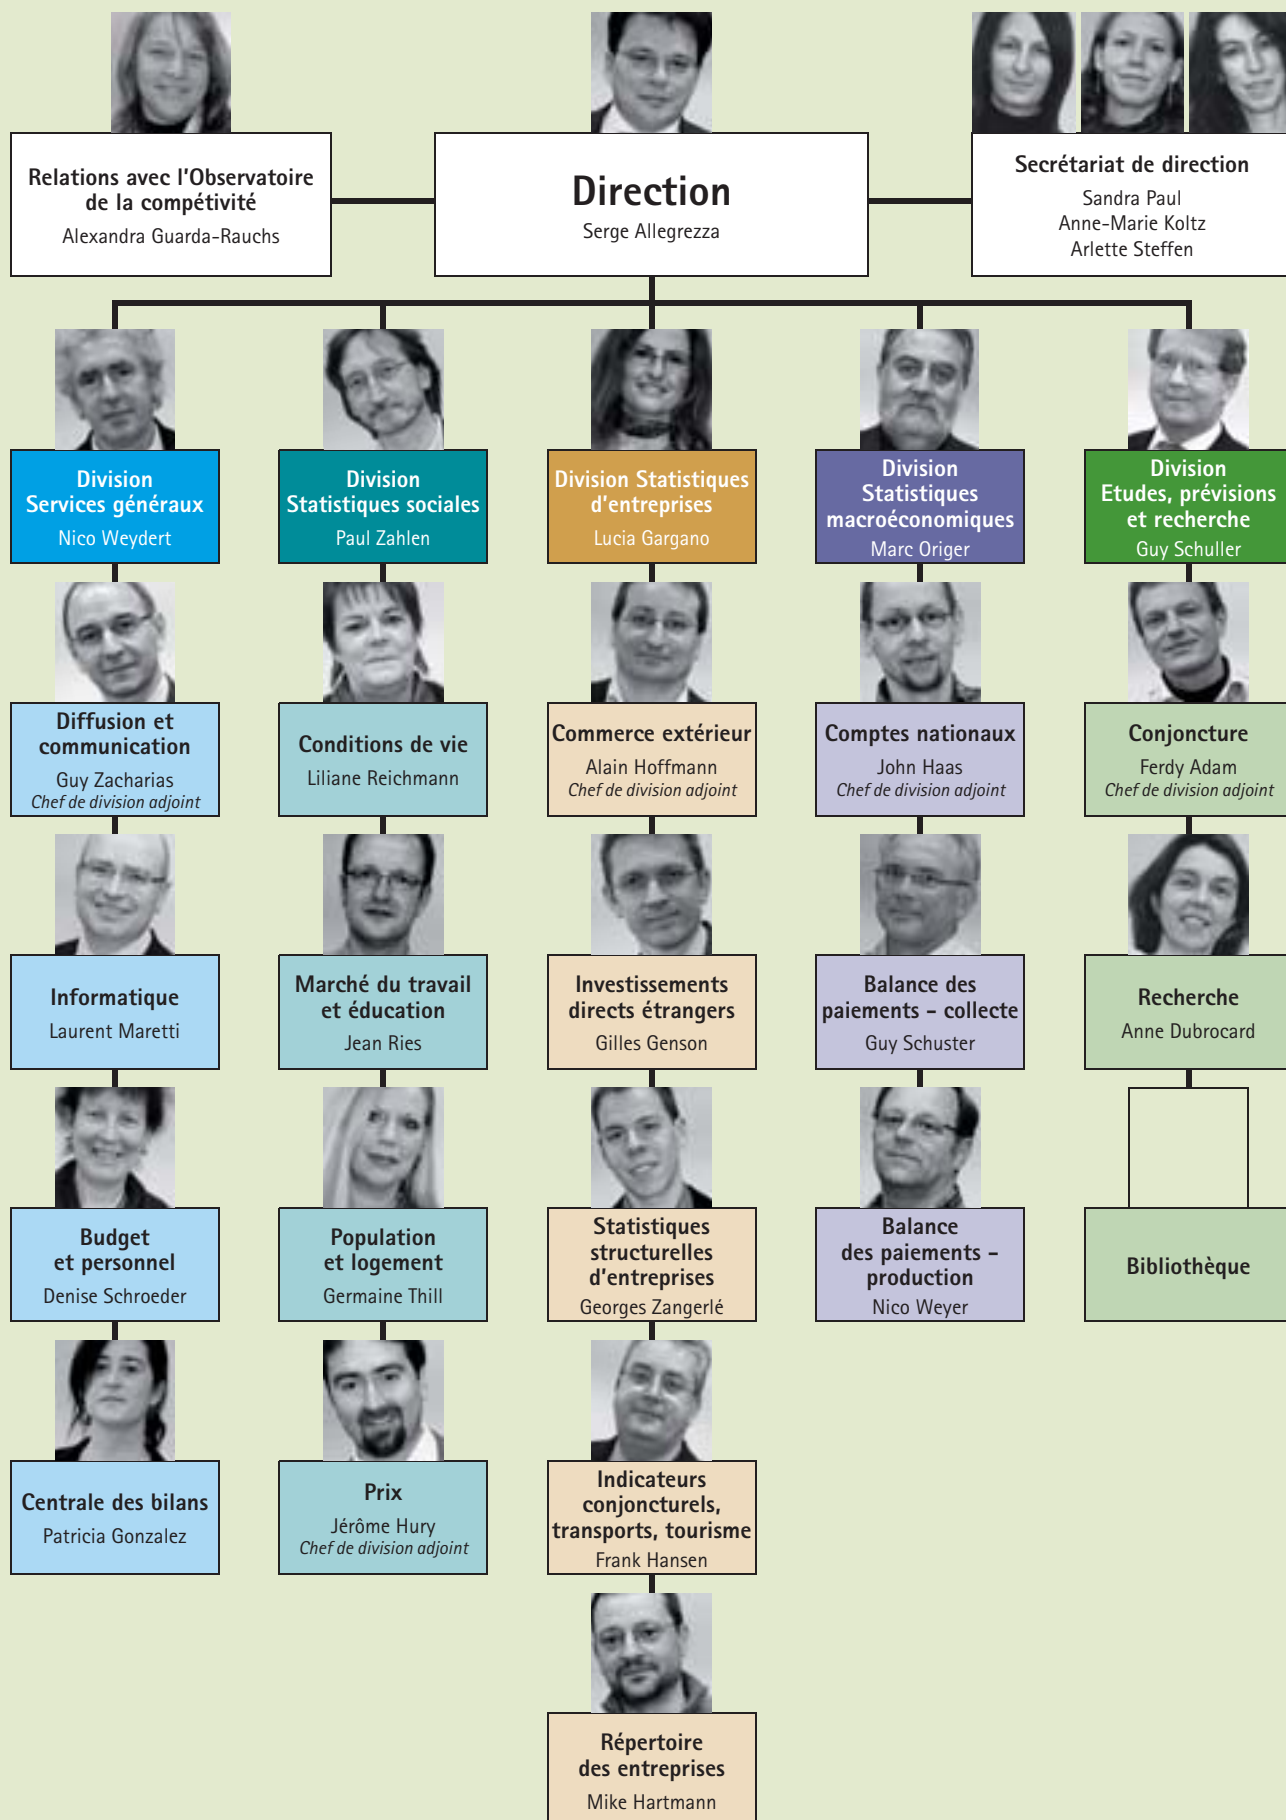 Relations avec l'Observatoire
de la compétivité
Alexandra Guarda-Rauchs
Direction
Serge Allegrezza
Secrétariat de direction
Sandra Paul
Anne-Marie Koltz
Arlette Steffen
Division
Services généraux
Nico Weydert
Division
Statistiques sociales
Paul Zahlen
Division Statistiques
d'entreprises
Lucia Gargano
Division
Statistiques
macroéconomiques
Marc Origer
Division
Etudes, prévisions
et recherche
Guy Schuller
Diffusion et
communication
Guy Zacharias
Chef de division adjoint
Conditions de vie
Liliane Reichmann
Commerce extérieur
Alain Hoffmann
Chef de division adjoint
Comptes nationaux
John Haas
Chef de division adjoint
Conjoncture
Ferdy Adam
Chef de division adjoint
Informatique
Laurent Maretti
Marché du travail
et éducation
Jean Ries
Investissements
directs étrangers
Gilles Genson
Balance des
paiements - collecte
Guy Schuster
Recherche
Anne Dubrocard
Budget
et personnel
Denise Schroeder
Population
et logement
Germaine Thill
Statistiques
structurelles
d'entreprises
Georges Zangerlé
Balance
des paiements -
production
Nico Weyer
Bibliothèque
Centrale des bilans
Patricia Gonzalez
Prix
Jérôme Hury
Chef de division adjoint
Indicateurs
conjoncturels,
transports, tourisme
Frank Hansen
Répertoire
des entreprises
Mike Hartmann